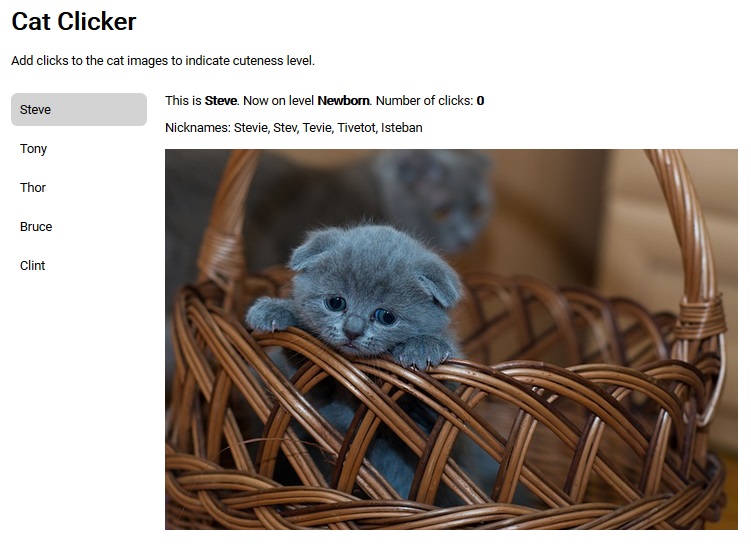 Cat Clicker
Add clicks to the cat images to indicate cuteness level.
Steve
Tony
Thor
Bruce
Clint
This is Steve. Now on level Newborn. Number of clicks: 0
Nicknames: Stevie, Stev, Tevie, Tivetot, Isteban